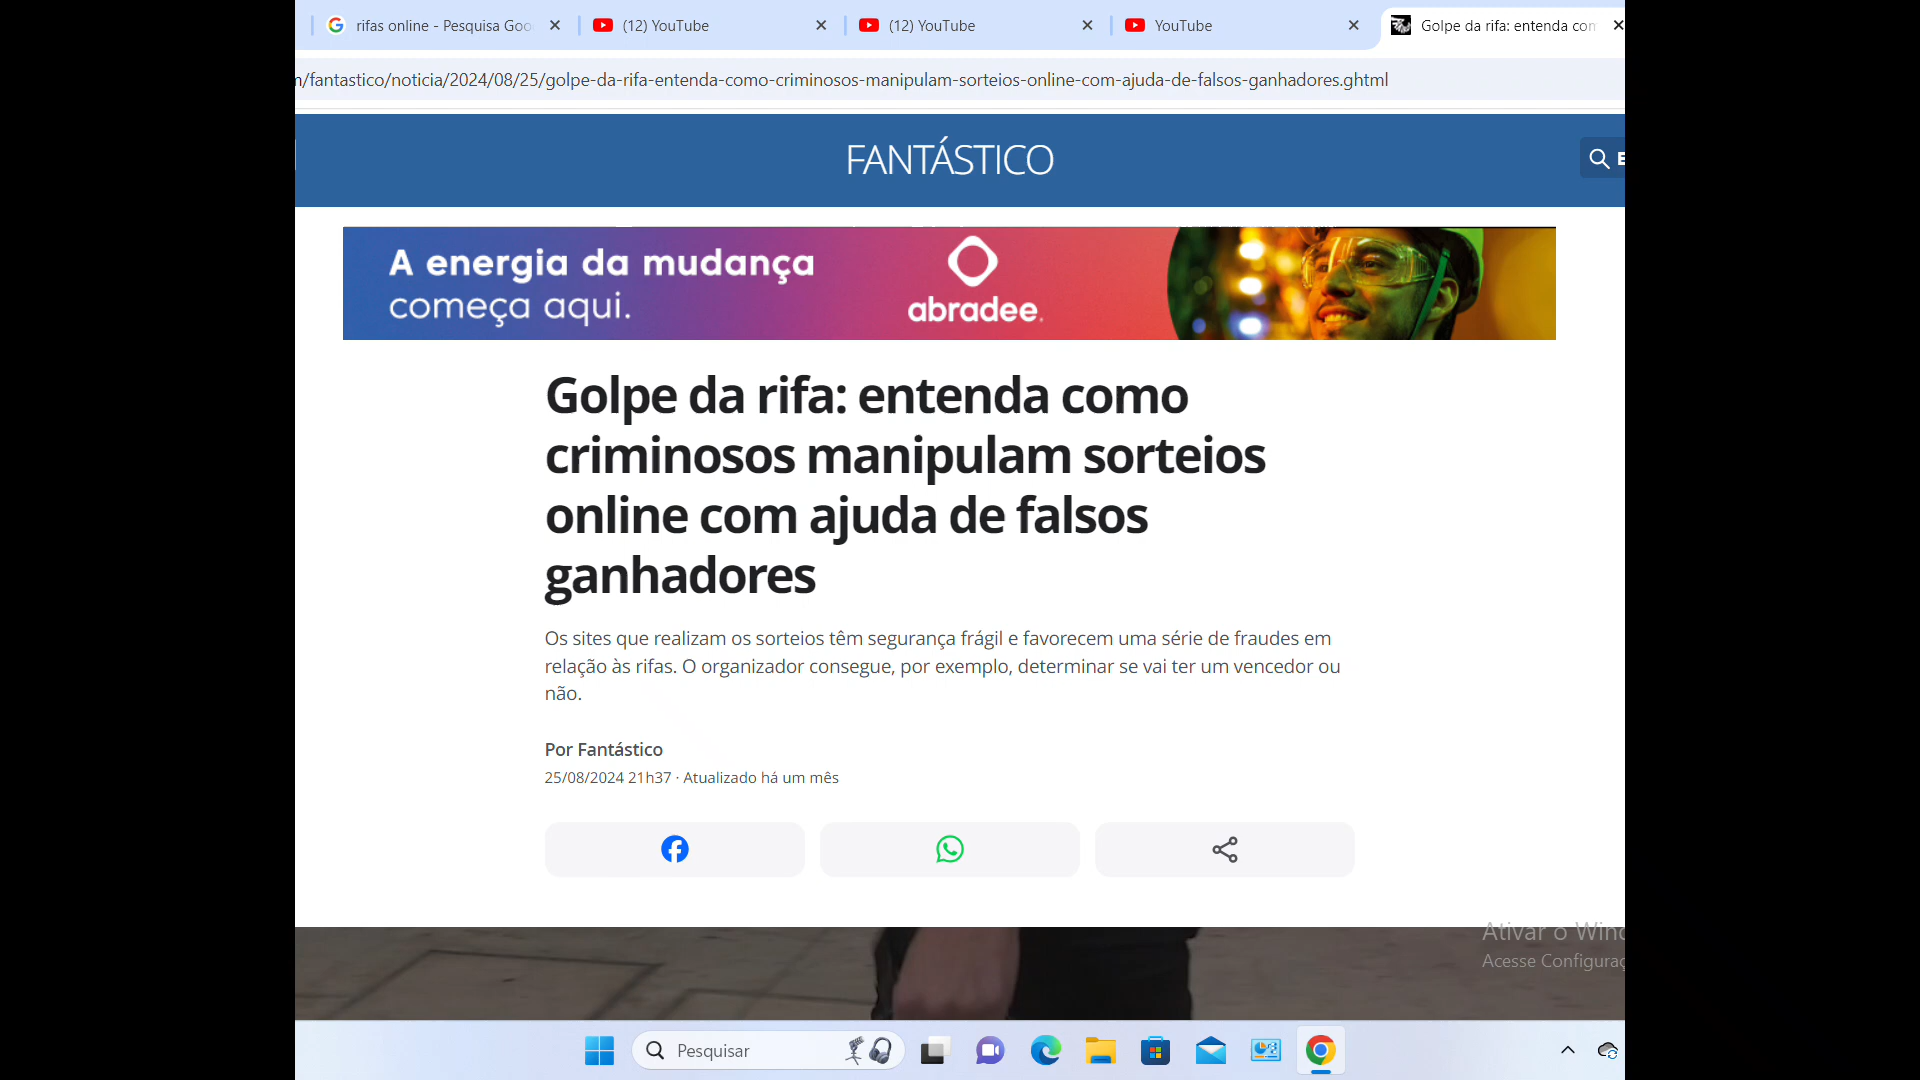 rifas online - Pesquisa Goo
(12) YouTube
(12) YouTube
YouTube
Golpe da rifa: entenda com
/fantastico/noticia/2024/08/25/golpe-da-rifa-entenda-como-criminosos-manipulam-sorteios-online-com-ajuda-de-falsos-ganhadores.ghtml
FANTÁSTICO
A energia da mudança
começa aqui.
abradee
Golpe da rifa: entenda como
criminosos manipulam sorteios
online com ajuda de falsos
ganhadores
Os sites que realizam os sorteios têm segurança frágil e favorecem uma série de fraudes em
relação às rifas. O organizador consegue, por exemplo, determinar se vai ter um vencedor ou
não.
Por Fantástico
25/08/2024 21h37 · Atualizado há um mês
Ativar o Wind
Acesse Configuraç
Pesquisar